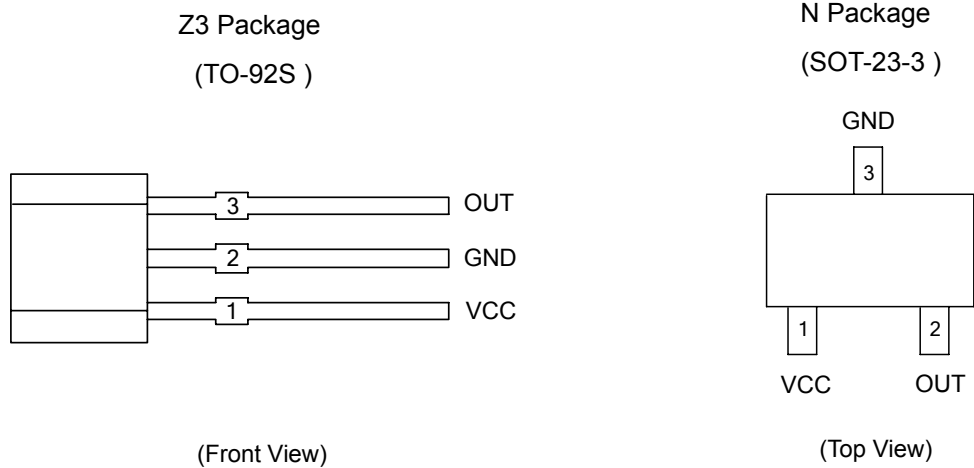 Z3 Package
(TO-92S )
3
OUT
2
GND
1
VCC
(Front View)
N Package
(SOT-23-3 )
GND
3
1
2
VCC
OUT
(Top View)